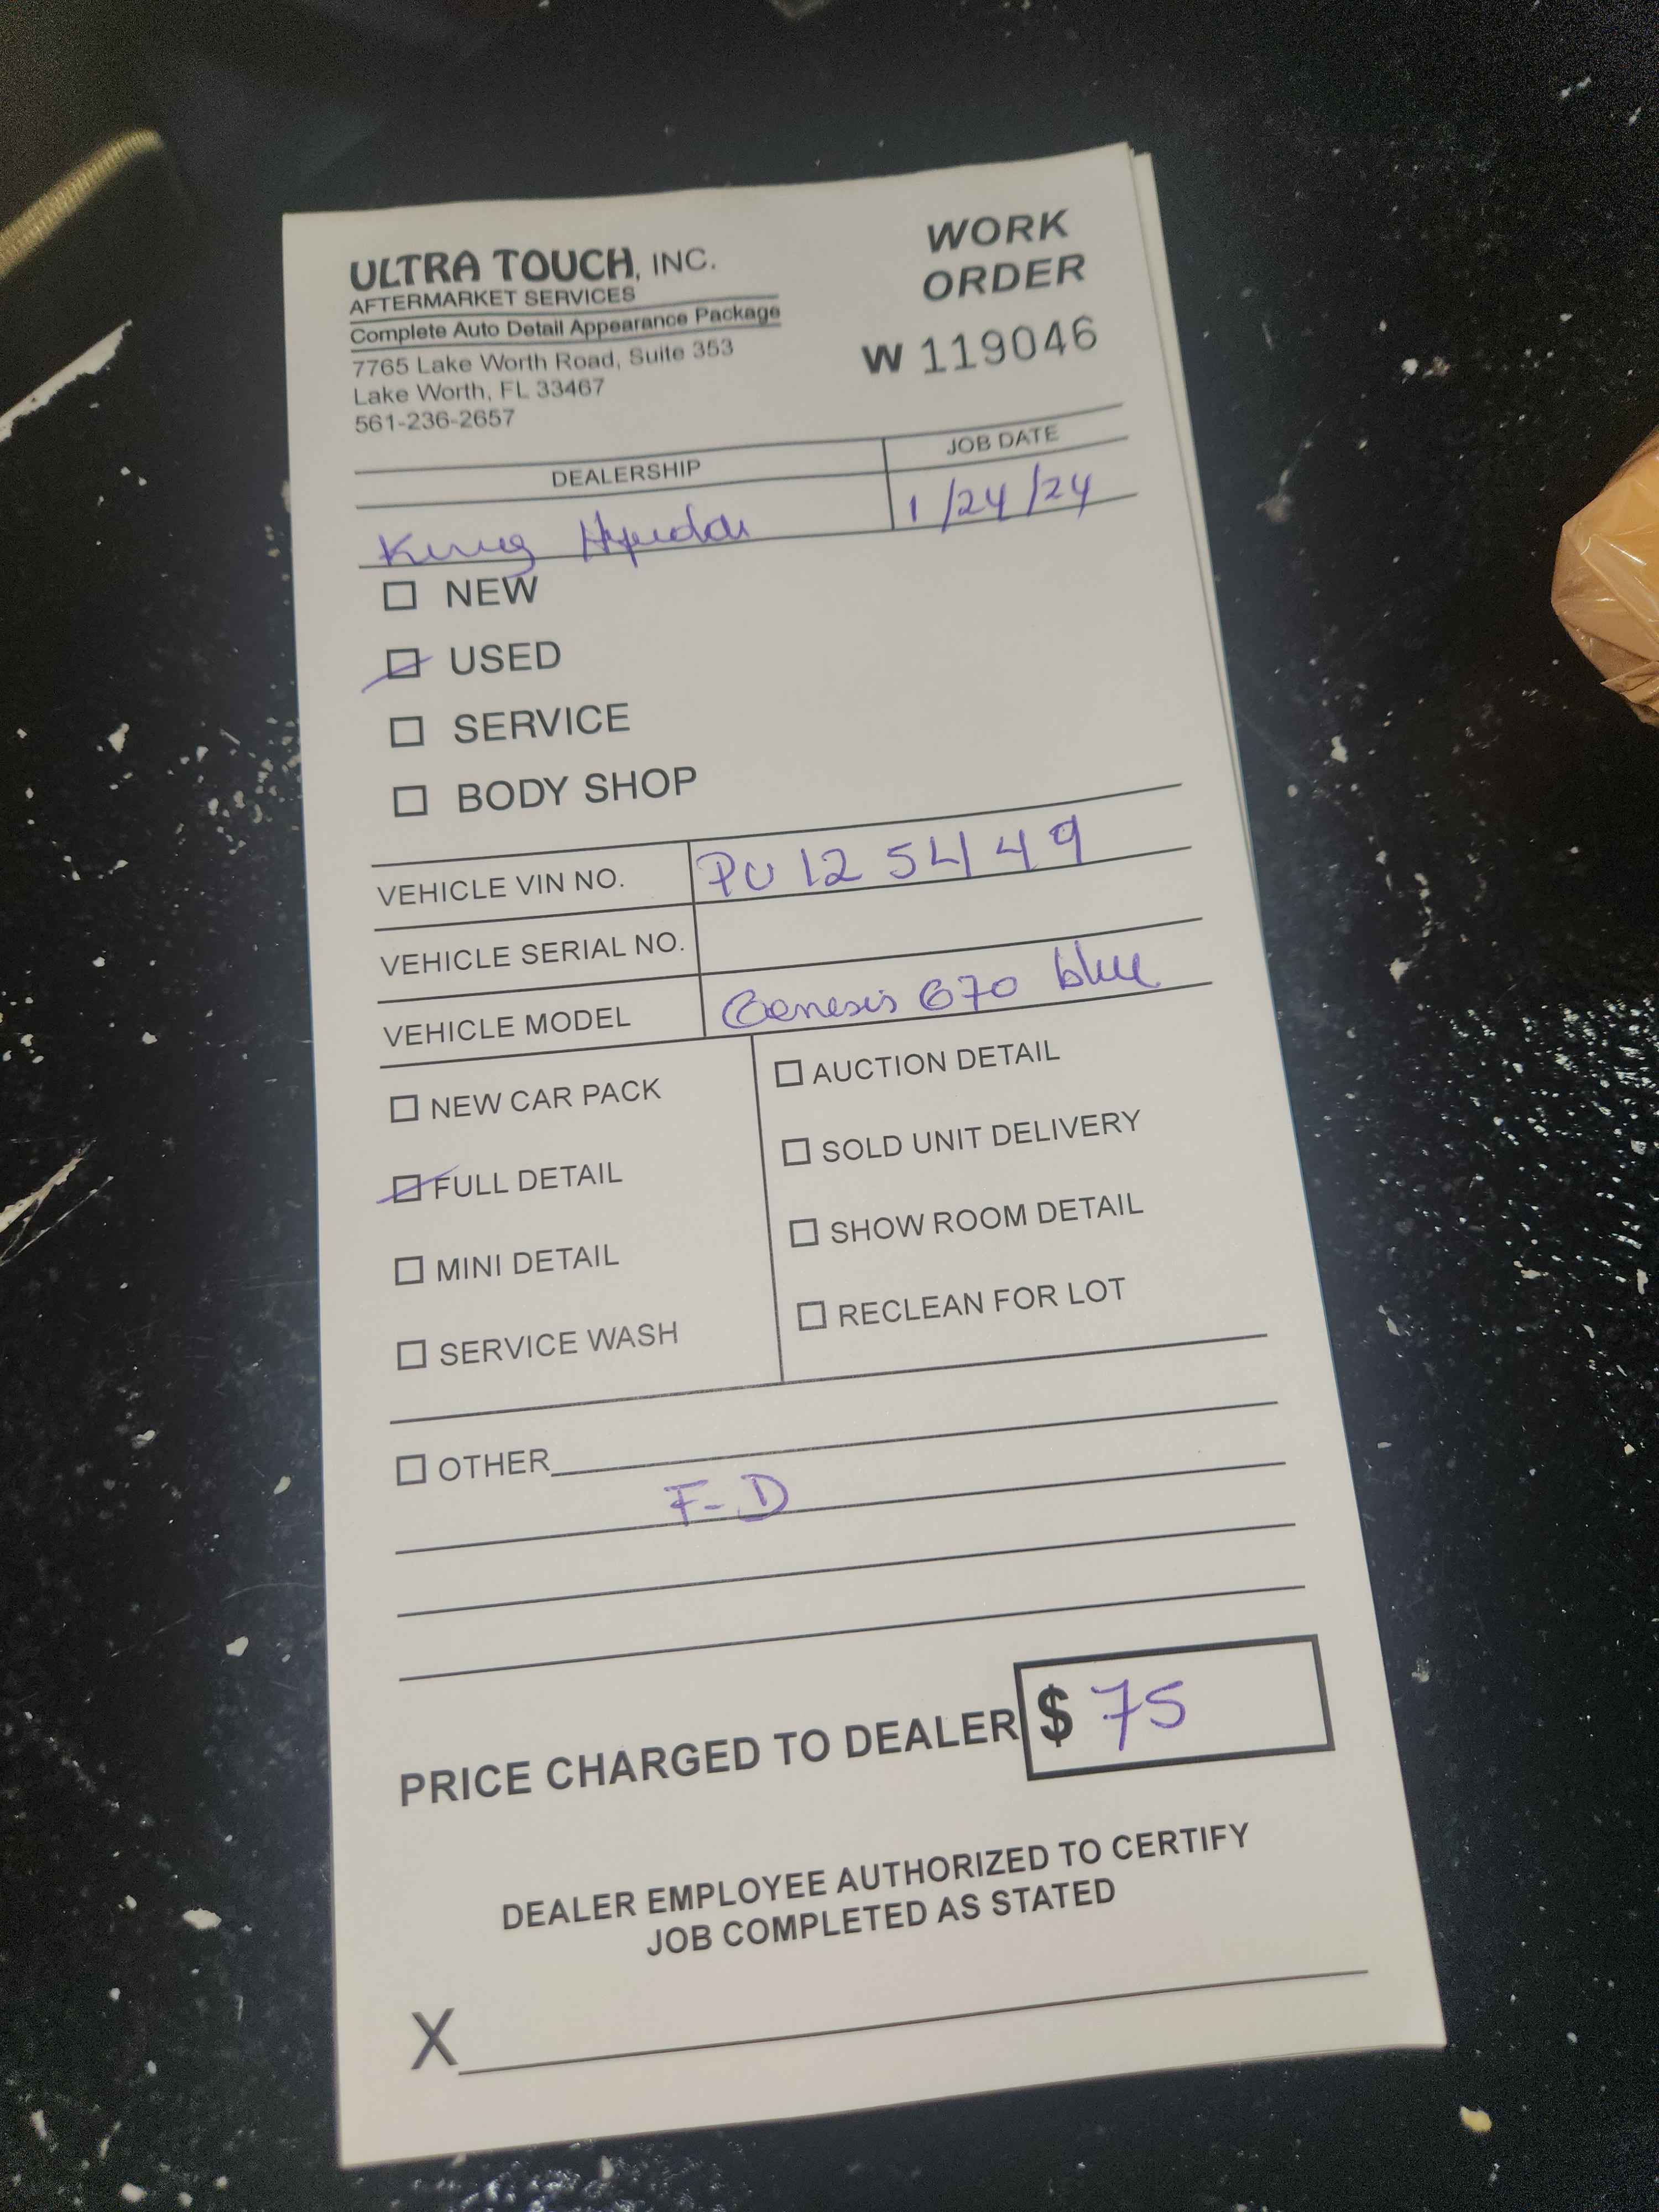 ULTRA TOUCH, INC.
AFTERMARKET SERVICES
Complete Auto Detail Appearance Package
7765 Lake Worth Road, Suite 353
Lake Worth, FL 33467
561-236-2657
WORK
ORDER
W 119046
DEALERSHIP
JOB DATE
King Hyundai
1/24/24
NEW
USED
SERVICE
BODY SHOP
VEHICLE VIN NO. PU125449
VEHICLE SERIAL NO.
VEHICLE MODEL Genesis G70 blue
NEW CAR PACK
FULL DETAIL
MINI DETAIL
SERVICE WASH
AUCTION DETAIL
SOLD UNIT DELIVERY
SHOW ROOM DETAIL
RECLEAN FOR LOT
OTHER
F-D
PRICE CHARGED TO DEALER $ 75
DEALER EMPLOYEE AUTHORIZED TO CERTIFY
JOB COMPLETED AS STATED
X